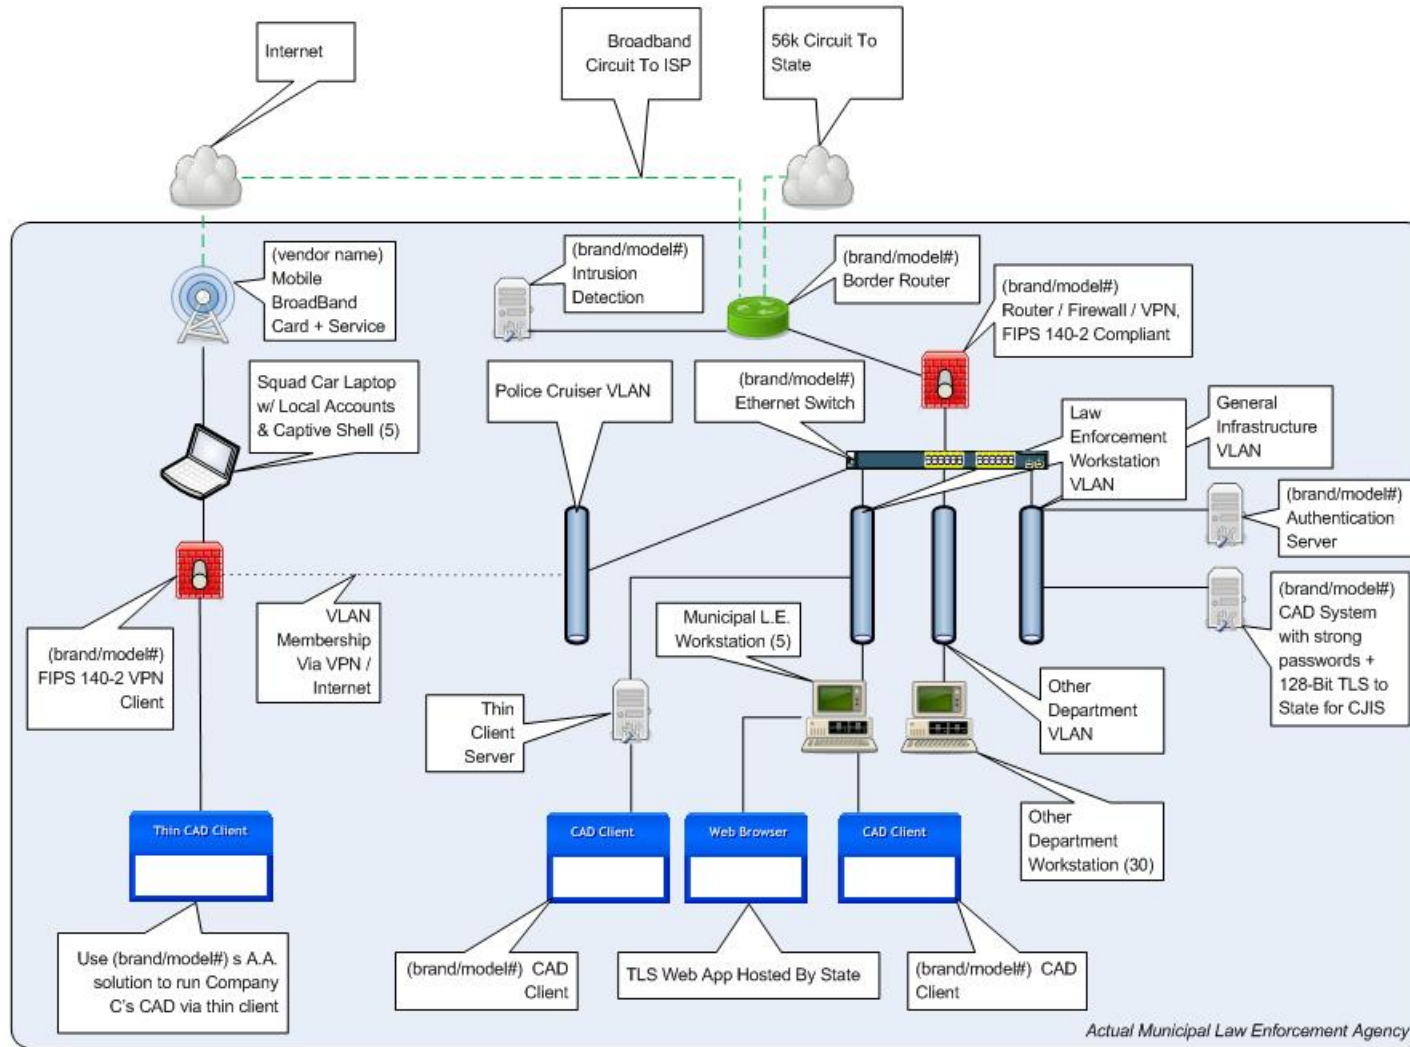 Internet
Broadband
Circuit To ISP
56k Circuit To
State
(vendor name)
Mobile
BroadBand
Card + Service
(brand/model#)
Intrusion
Detection
(brand/model#)
Border Router
(brand/model#)
Router / Firewall / VPN,
FIPS 140-2 Compliant
Squad Car Laptop
w/ Local Accounts
& Captive Shell (5)
Police Cruiser VLAN
(brand/model#)
Ethernet Switch
Law
Enforcement
Workstation
VLAN
General
Infrastructure
VLAN
(brand/model#)
Authentication
Server
(brand/model#)
CAD System
with strong
passwords +
128-Bit TLS to
State for CJIS
(brand/model#)
FIPS 140-2 VPN
Client
VLAN
Membership
Via VPN /
Internet
Municipal L.E.
Workstation (5)
Thin
Client
Server
Other
Department
VLAN
Other
Department
Workstation (30)
Thin CAD Client
CAD Client
Web Browser
CAD Client
Use (brand/model#) s A.A.
solution to run Company
C's CAD via thin client
(brand/model#) CAD
Client
TLS Web App Hosted By State
(brand/model#) CAD
Client
Actual Municipal Law Enforcement Agency